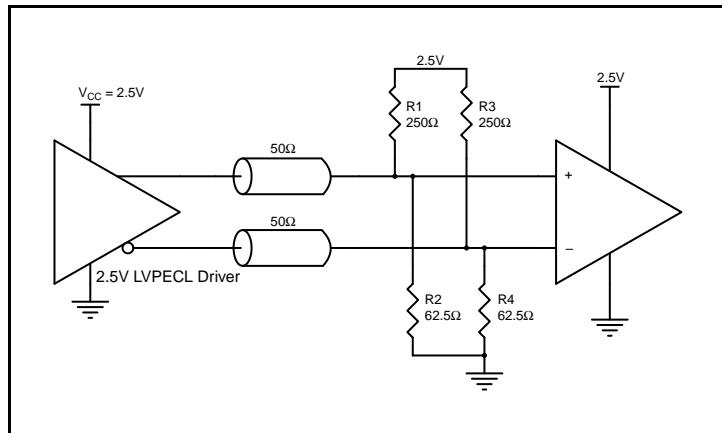 2.5V
V_CC = 2.5V
2.5V
R1
250Ω
R3
250Ω
50Ω
+
50Ω
−
2.5V LVPECL Driver
R2
62.5Ω
R4
62.5Ω